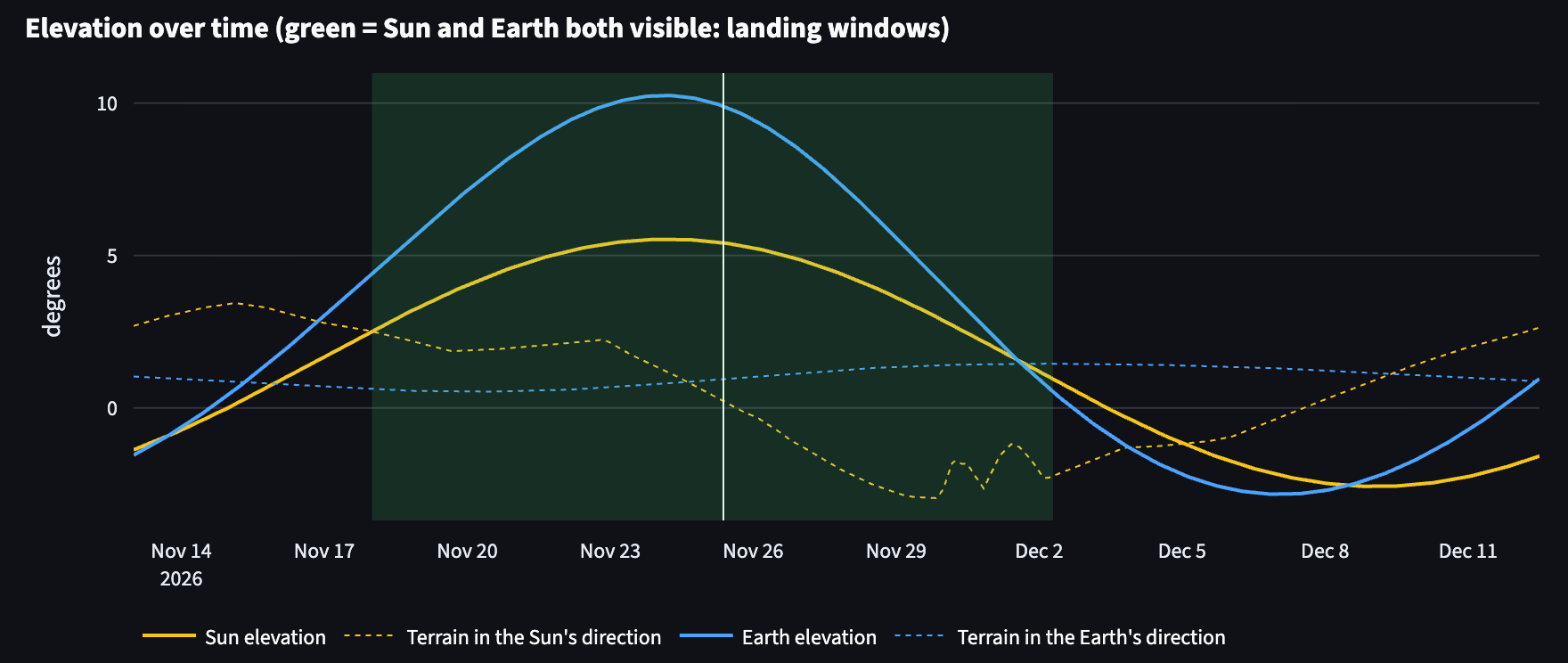 Elevation over time (green = Sun and Earth both visible: landing windows)
10
5
0
degrees
Nov 14 Nov 17 Nov 20 Nov 23 Nov 26 Nov 29 Dec 2 Dec 5 Dec 8 Dec 11
2026
Sun elevation Terrain in the Sun's direction Earth elevation Terrain in the Earth's direction